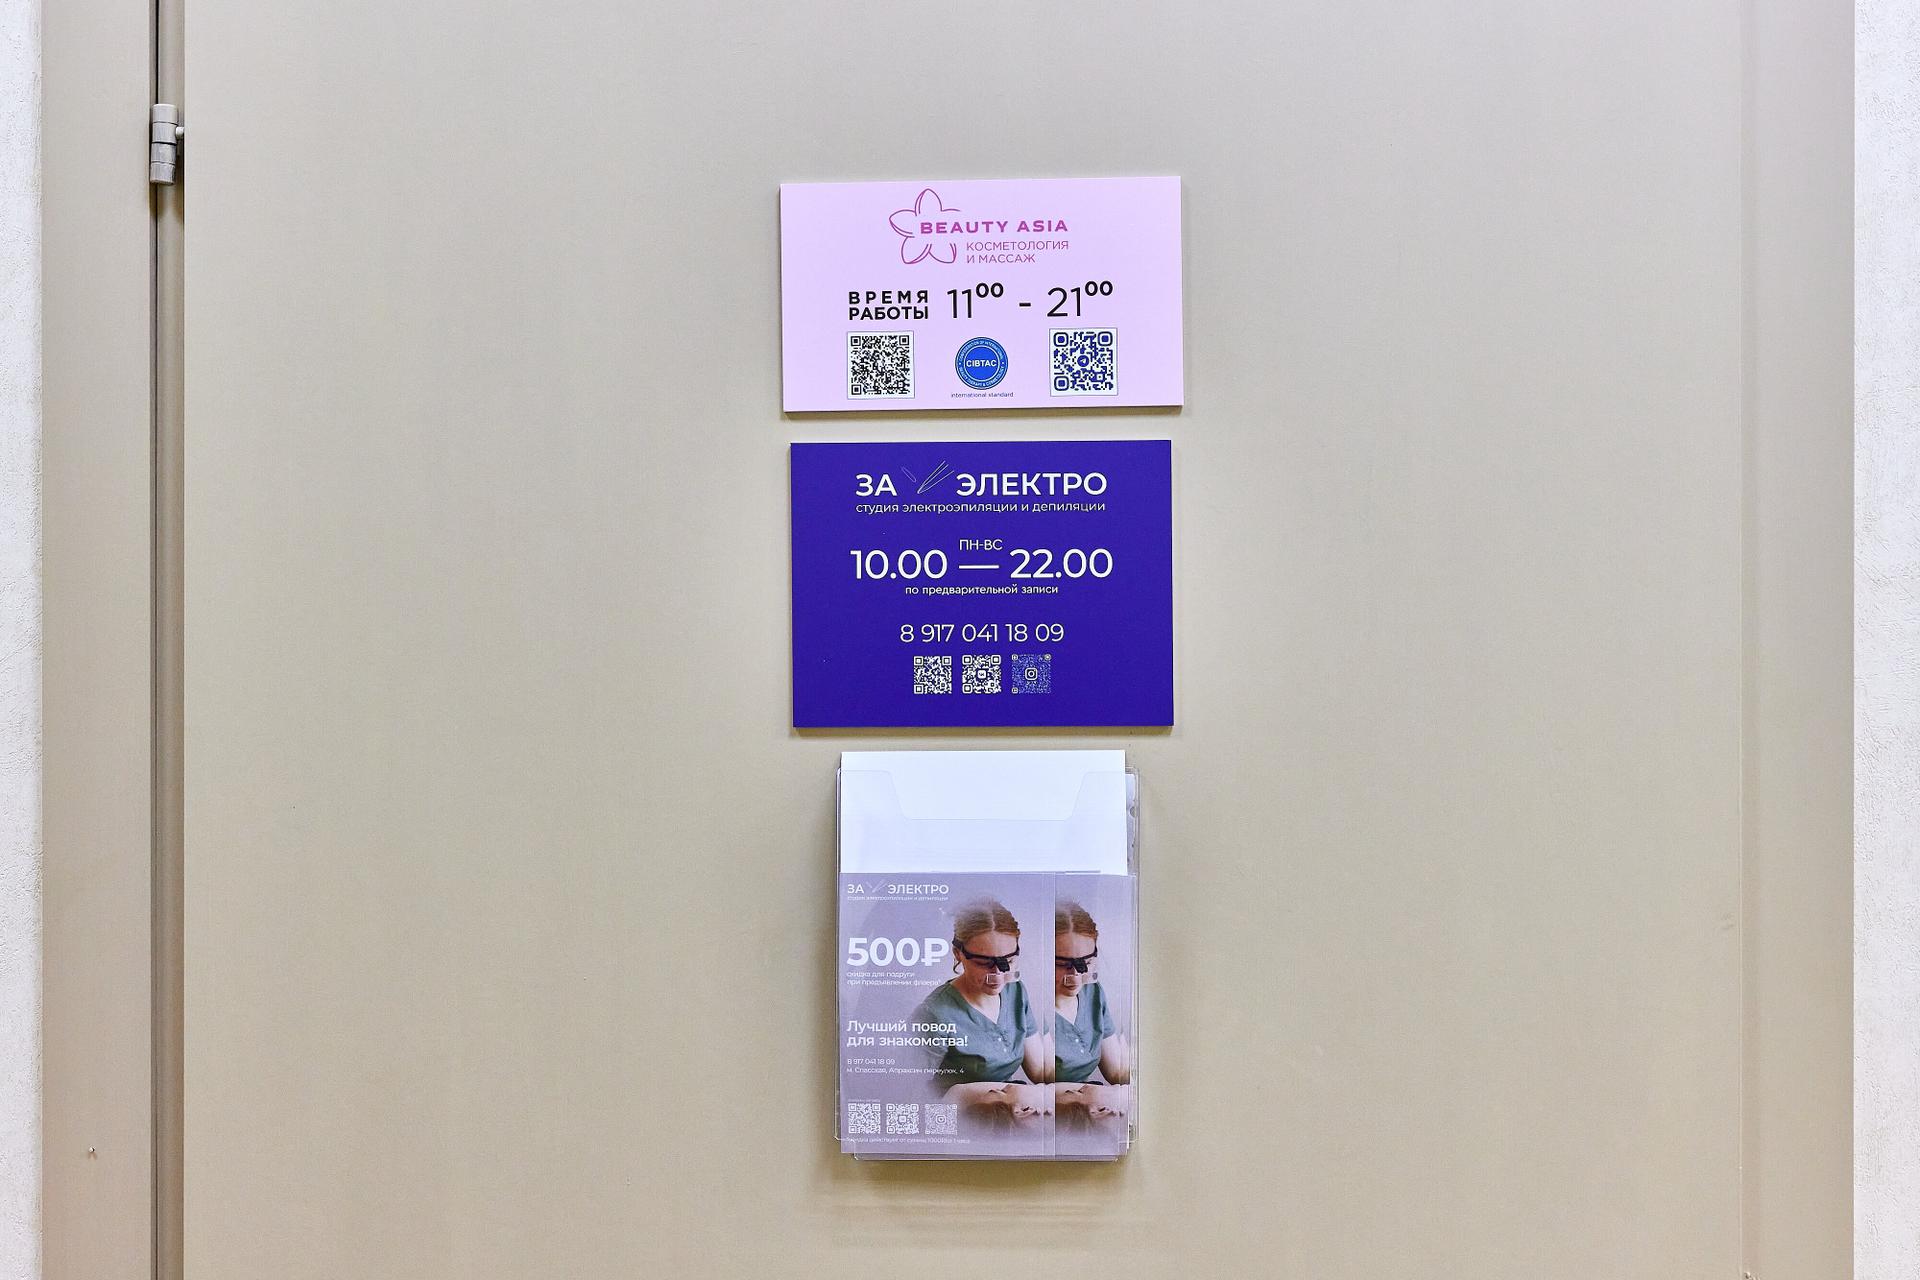 BEAUTY ASIA
КОСМЕТОЛОГИЯ
И МАССАЖ
ВРЕМЯ
РАБОТЫ
11⁰⁰ - 21⁰⁰
CIBTAC
international standard
ЗА ЭЛЕКТРО
студия электроэпиляции и депиляции
ПН-ВС
10.00 — 22.00
по предварительной записи
8 917 041 18 09
ЗА ЭЛЕКТРО
студия электроэпиляции и депиляции
500₽
скидка для подруги
при предъявлении флаера*
Лучший повод
для знакомства!
8 917 041 18 09
м. Спасская, Апраксин переулок, 4